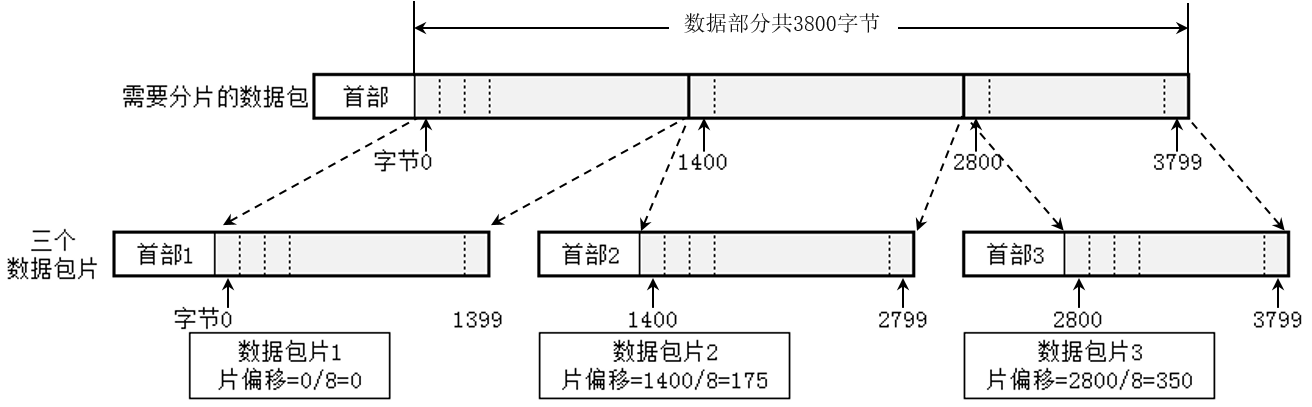 数据部分共3800字节
需要分片的数据包
首部
字节0
1400
2800
3799
三个
数据包片
首部1
首部2
首部3
字节0
1399
1400
2799
2800
3799
数据包片1
片偏移=0/8=0
数据包片2
片偏移=1400/8=175
数据包片3
片偏移=2800/8=350